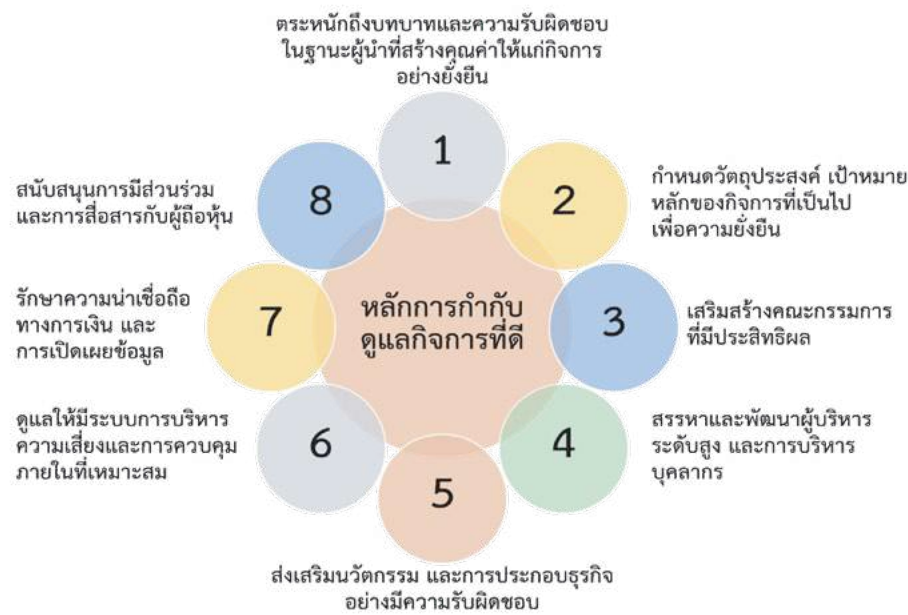 ตระหนักถึงบทบาทและความรับผิดชอบ
ในฐานะผู้นำที่สร้างคุณค่าให้แก่กิจการ
อย่างยั่งยืน
1
2
กำหนดวัตถุประสงค์ เป้าหมาย
หลักของกิจการที่เป็นไป
เพื่อความยั่งยืน
3
เสริมสร้างคณะกรรมการ
ที่มีประสิทธิผล
4
สรรหาและพัฒนาผู้บริหาร
ระดับสูง และการบริหาร
บุคลากร
5
ส่งเสริมนวัตกรรม และการประกอบธุรกิจ
อย่างมีความรับผิดชอบ
6
ดูแลให้มีระบบการบริหาร
ความเสี่ยงและการควบคุม
ภายในที่เหมาะสม
7
รักษาความน่าเชื่อถือ
ทางการเงิน และ
การเปิดเผยข้อมูล
8
สนับสนุนการมีส่วนร่วม
และการสื่อสารกับผู้ถือหุ้น
หลักการกำกับ
ดูแลกิจการที่ดี